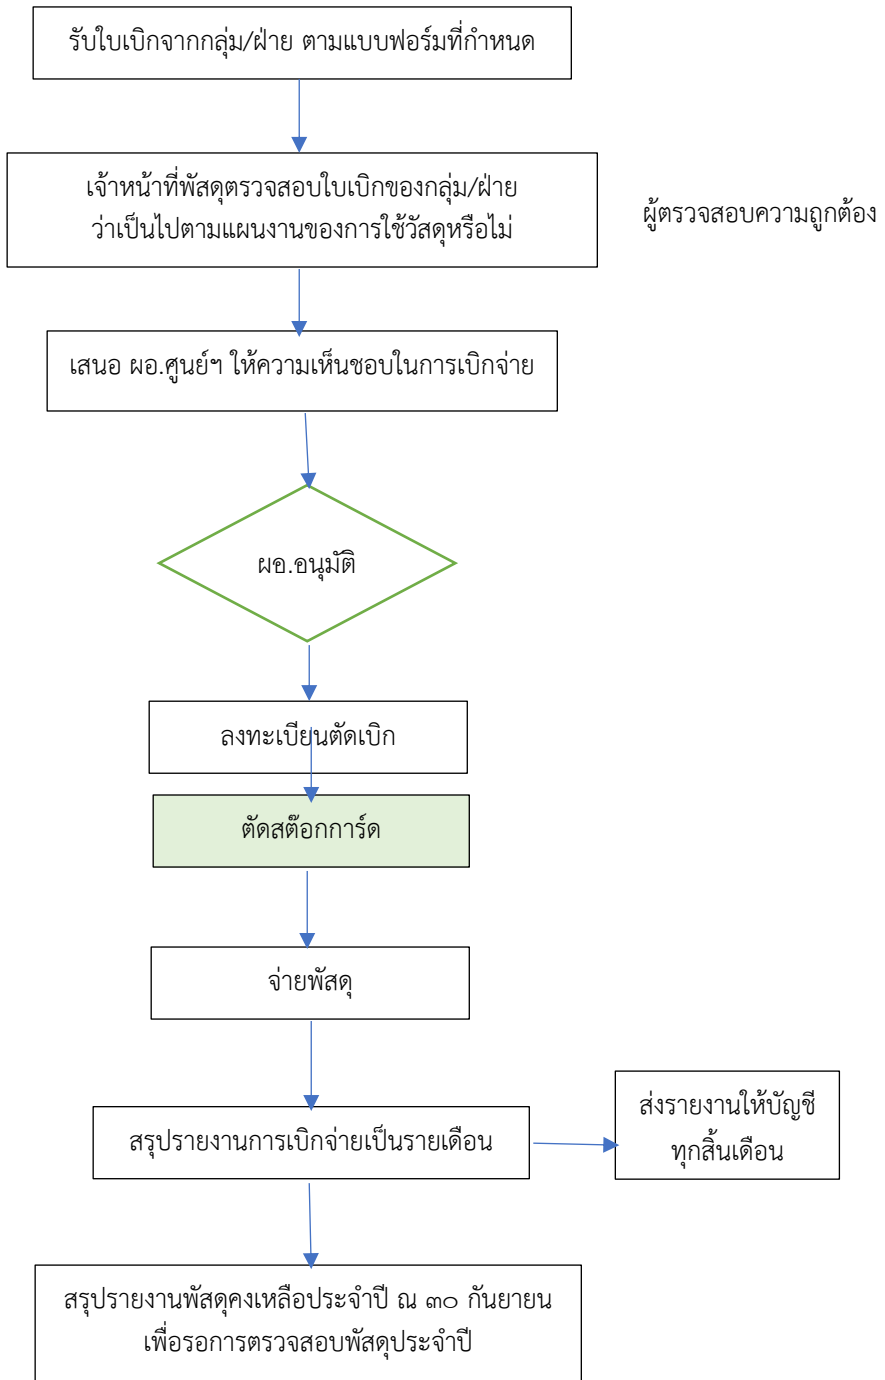 รับใบเบิกจากกลุ่ม/ฝ่าย ตามแบบฟอร์มที่กำหนด
เจ้าหน้าที่พัสดุตรวจสอบใบเบิกของกลุ่ม/ฝ่าย
ว่าเป็นไปตามแผนงานของการใช้วัสดุหรือไม่
ผู้ตรวจสอบความถูกต้อง
เสนอ ผอ.ศูนย์ฯ ให้ความเห็นชอบในการเบิกจ่าย
ผอ.อนุมัติ
ลงทะเบียนตัดเบิก
ตัดสต๊อกการ์ด
จ่ายพัสดุ
สรุปรายงานการเบิกจ่ายเป็นรายเดือน
ส่งรายงานให้บัญชี
ทุกสิ้นเดือน
สรุปรายงานพัสดุคงเหลือประจำปี ณ ๓๐ กันยายน
เพื่อรอการตรวจสอบพัสดุประจำปี